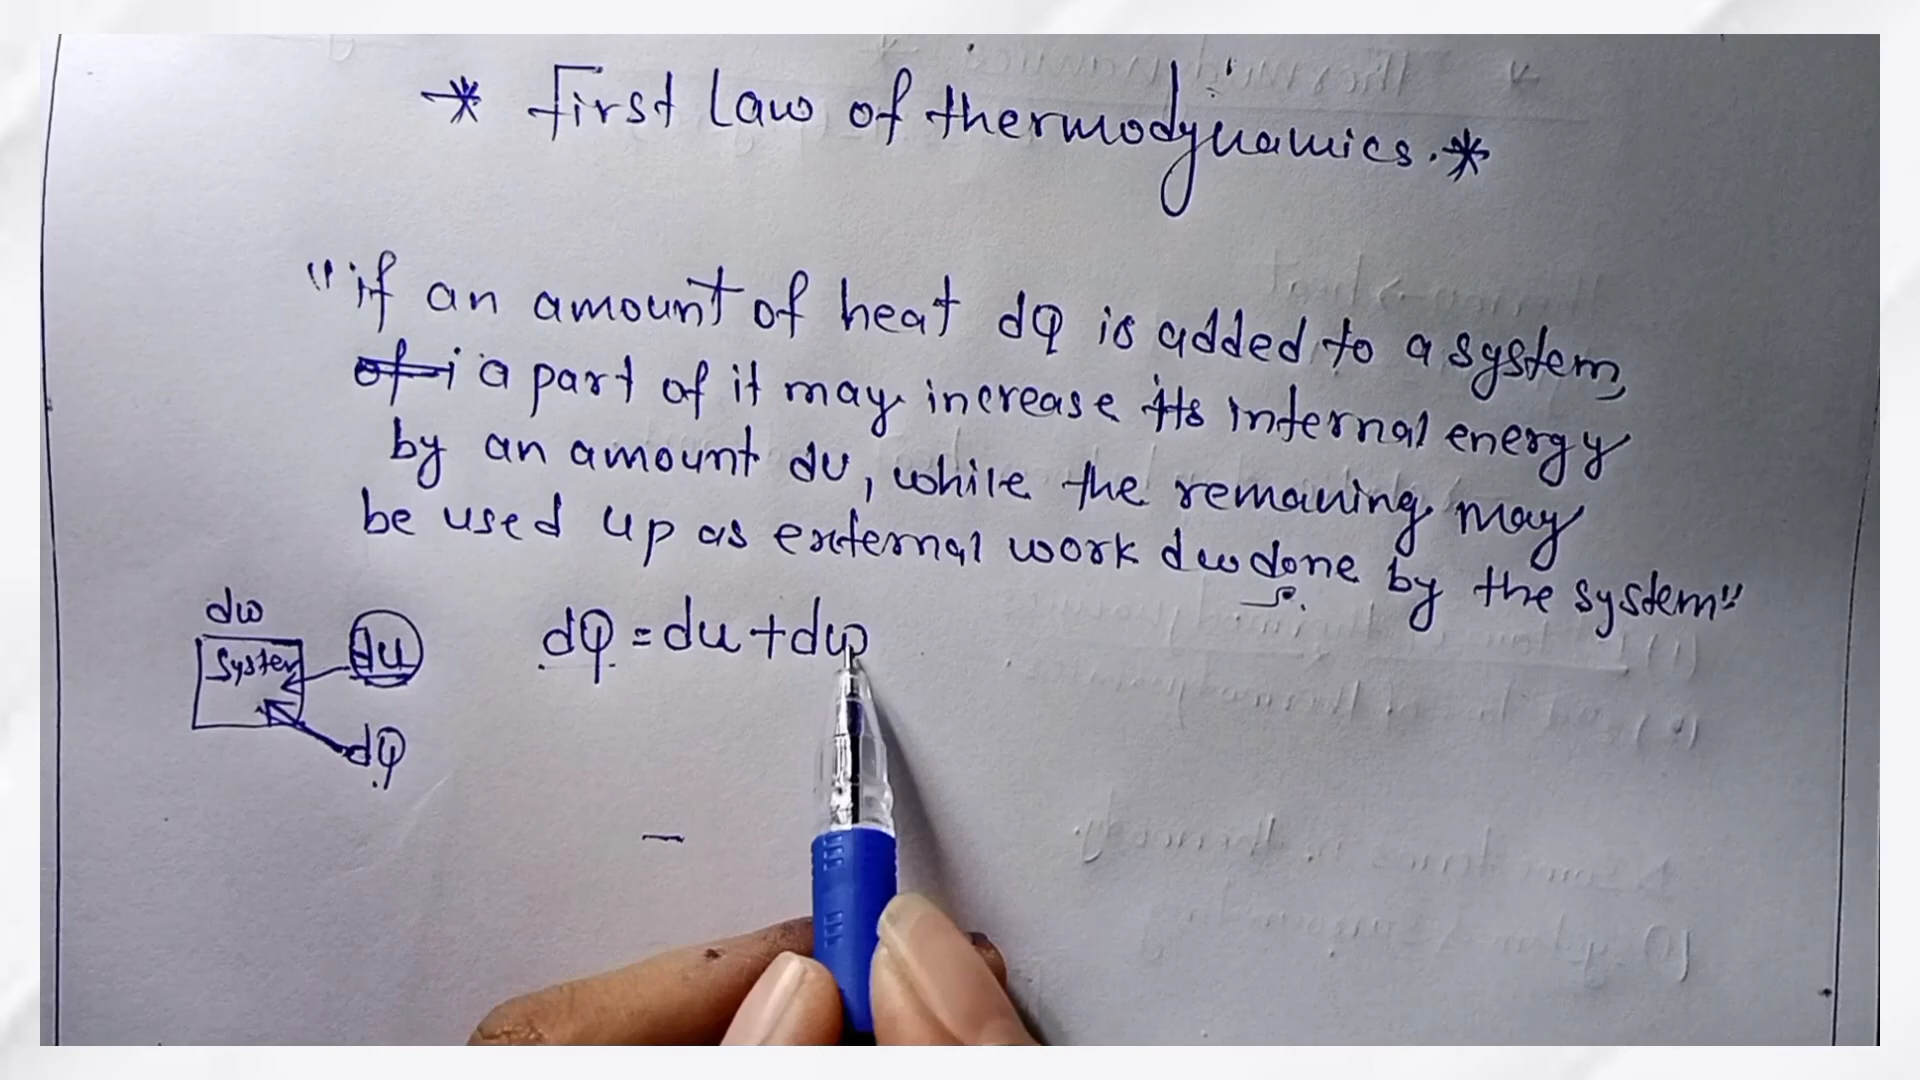 * First Law of thermodynamics. *
"if an amount of heat dQ is added to a system,
a part of it may increase its internal energy
by an amount dU, while the remaning may
be used up as external work dw done by the system"
dw
System
du
dQ
dQ = du + dw